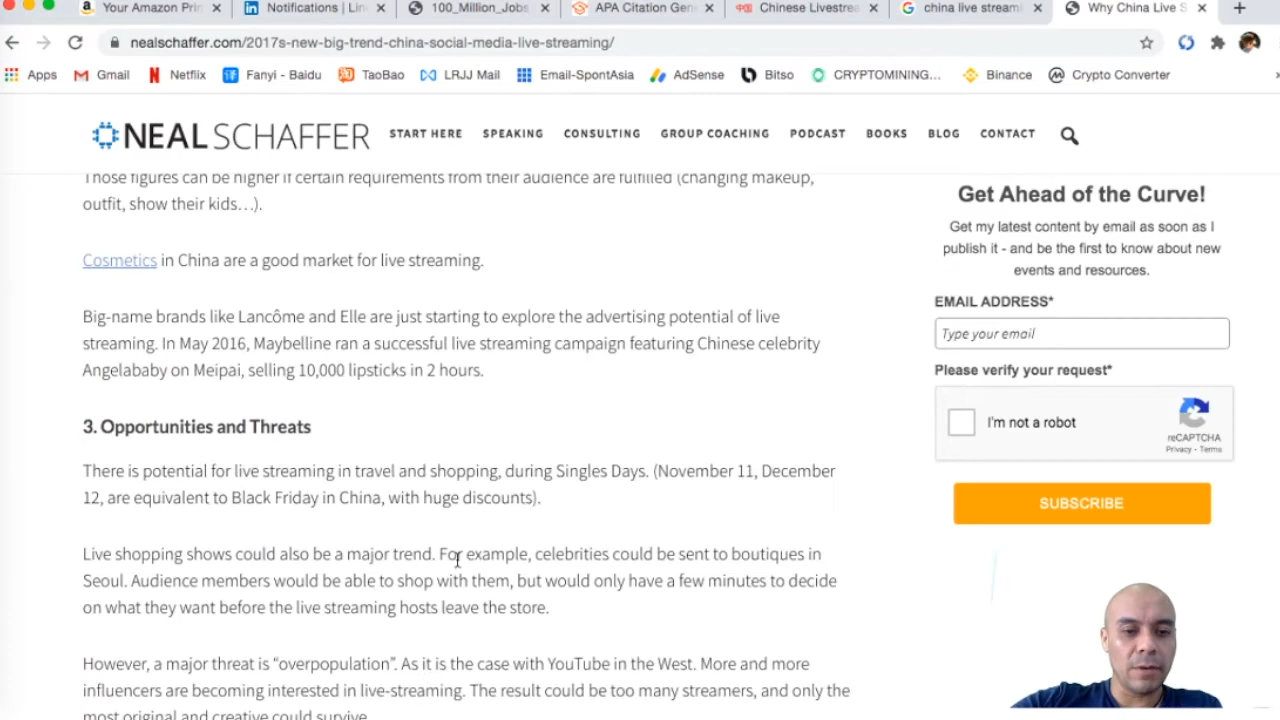 Your Amazon Pri
Notifications | Lin
100_Million_Jobs
APA Citation Gen
Chinese Livestrea
china live streami
Why China Live S
nealschaffer.com/2017s-new-big-trend-china-social-media-live-streaming/
Apps
Gmail
Netflix
Fanyi - Baidu
TaoBao
LRJJ Mail
Email-SpontAsia
AdSense
Bitso
CRYPTOMINING...
Binance
Crypto Converter
NEALSCHAFFER
START HERE
SPEAKING
CONSULTING
GROUP COACHING
PODCAST
BOOKS
BLOG
CONTACT
Those figures can be higher if certain requirements from their audience are fulfilled (changing makeup,
outfit, show their kids…).
Cosmetics in China are a good market for live streaming.
Big-name brands like Lancôme and Elle are just starting to explore the advertising potential of live
streaming. In May 2016, Maybelline ran a successful live streaming campaign featuring Chinese celebrity
Angelababy on Meipai, selling 10,000 lipsticks in 2 hours.
3. Opportunities and Threats
There is potential for live streaming in travel and shopping, during Singles Days. (November 11, December
12, are equivalent to Black Friday in China, with huge discounts).
Live shopping shows could also be a major trend. For example, celebrities could be sent to boutiques in
Seoul. Audience members would be able to shop with them, but would only have a few minutes to decide
on what they want before the live streaming hosts leave the store.
However, a major threat is “overpopulation”. As it is the case with YouTube in the West. More and more
influencers are becoming interested in live-streaming. The result could be too many streamers, and only the
most original and creative could survive
Get Ahead of the Curve!
Get my latest content by email as soon as I
publish it - and be the first to know about new
events and resources.
EMAIL ADDRESS*
Type your email
Please verify your request*
I'm not a robot
reCAPTCHA
Privacy - Terms
SUBSCRIBE